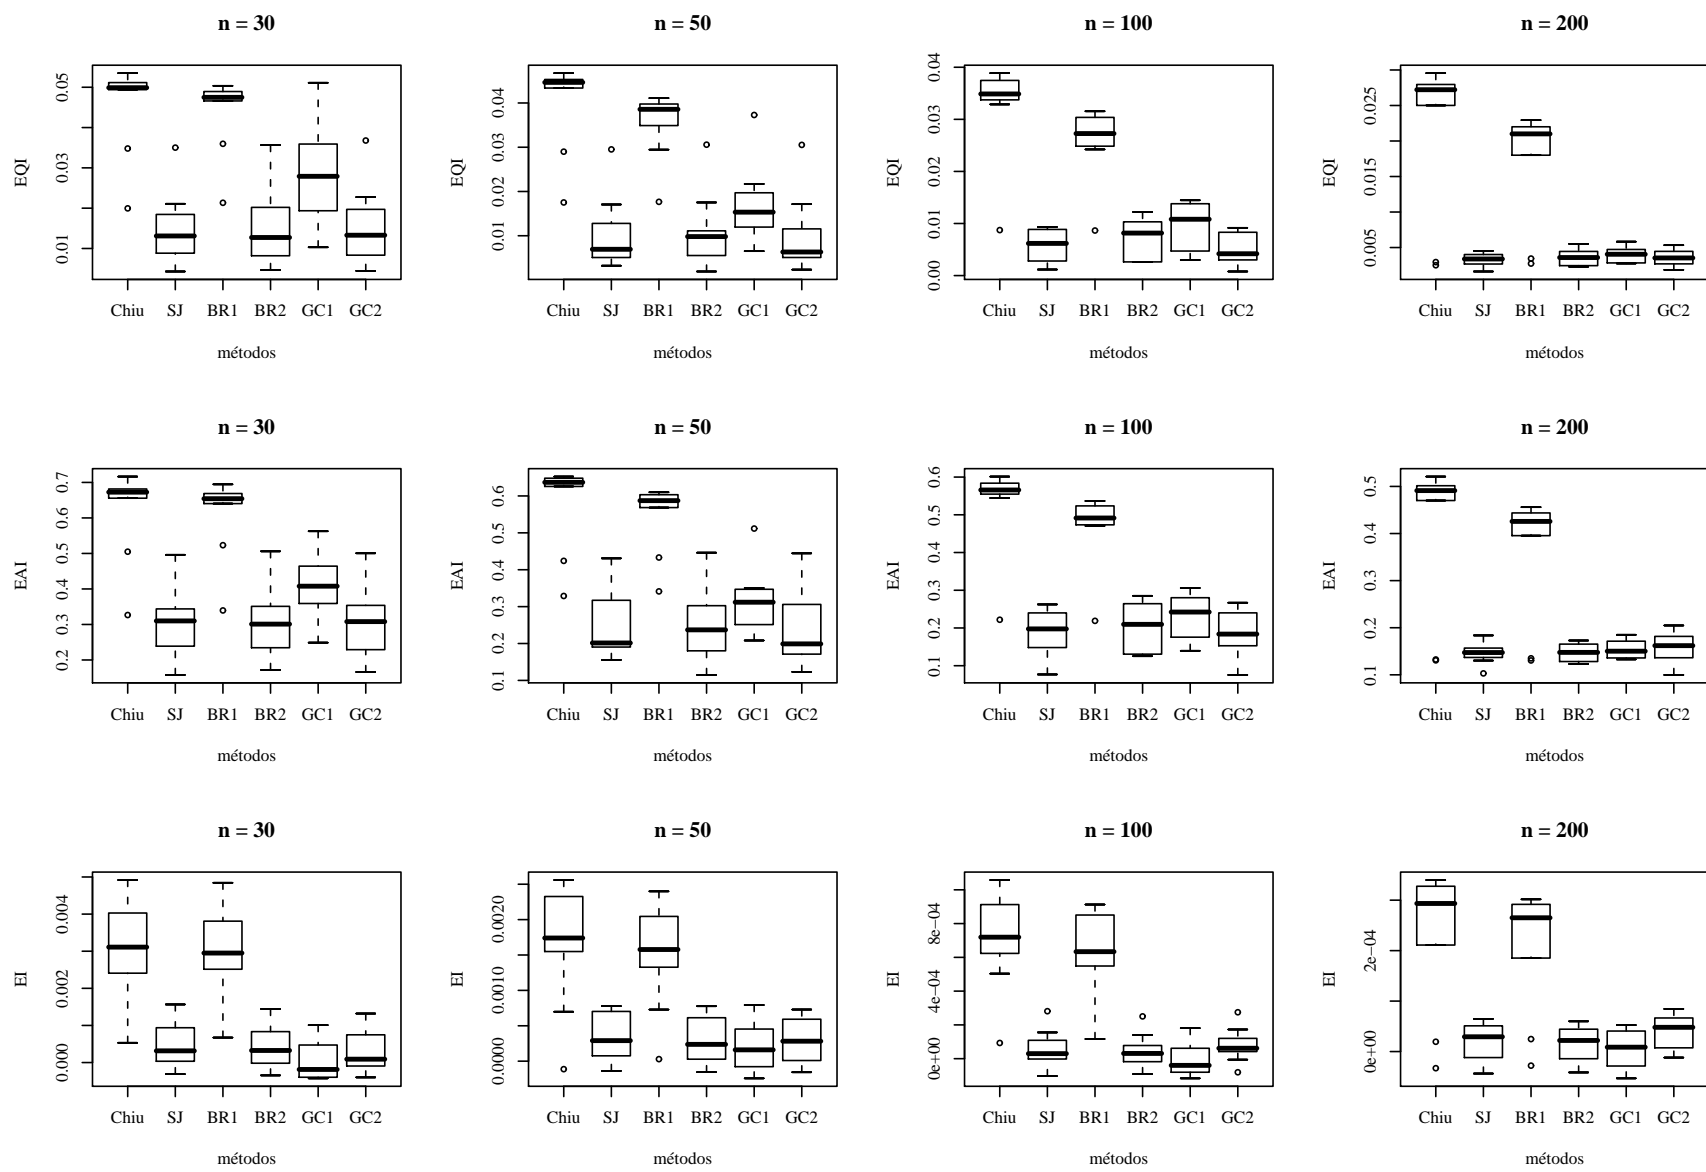 n = 30
n = 50
n = 100
n = 200
EQI
0.01 0.03 0.05
Chiu SJ BR1 BR2 GC1 GC2
métodos
EQI
0.01 0.02 0.03 0.04
Chiu SJ BR1 BR2 GC1 GC2
métodos
EQI
0.00 0.01 0.02 0.03 0.04
Chiu SJ BR1 BR2 GC1 GC2
métodos
EQI
0.005 0.015 0.025
Chiu SJ BR1 BR2 GC1 GC2
métodos
n = 30
n = 50
n = 100
n = 200
EAI
0.2 0.3 0.4 0.5 0.6 0.7
Chiu SJ BR1 BR2 GC1 GC2
métodos
EAI
0.1 0.2 0.3 0.4 0.5 0.6
Chiu SJ BR1 BR2 GC1 GC2
métodos
EAI
0.1 0.2 0.3 0.4 0.5 0.6
Chiu SJ BR1 BR2 GC1 GC2
métodos
EAI
0.1 0.2 0.3 0.4 0.5
Chiu SJ BR1 BR2 GC1 GC2
métodos
n = 30
n = 50
n = 100
n = 200
EI
0.000 0.002 0.004
Chiu SJ BR1 BR2 GC1 GC2
métodos
EI
0.0000 0.0010 0.0020
Chiu SJ BR1 BR2 GC1 GC2
métodos
EI
0e+00 4e−04 8e−04
Chiu SJ BR1 BR2 GC1 GC2
métodos
EI
0e+00 2e−04
Chiu SJ BR1 BR2 GC1 GC2
métodos